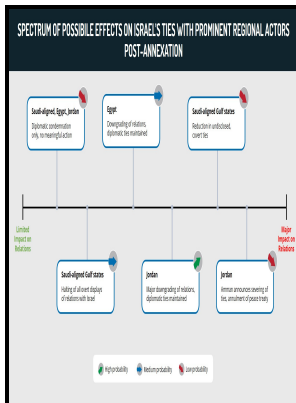 SPECTRUM OF POSSIBILE EFFECTS ON ISRAEL'S TIES WITH PROMINENT REGIONAL ACTORS
POST-ANNEXATION
Saudi-aligned, Egypt, Jordan
Diplomatic condemnation
only, no meaningful action
Egypt
Downgrading of relations,
diplomatic ties maintained
Saudi-aligned Gulf states
Reduction in undisclosed,
covert ties
Limited
Impact on
Relations
Major
Impact on
Relations
Saudi-aligned Gulf states
Halting of all overt displays
of relations with Israel
Jordan
Major downgrading of relations,
diplomatic ties maintained
Jordan
Amman announces severing of
ties, annulment of peace treaty
High probability
Medium probability
Low probability